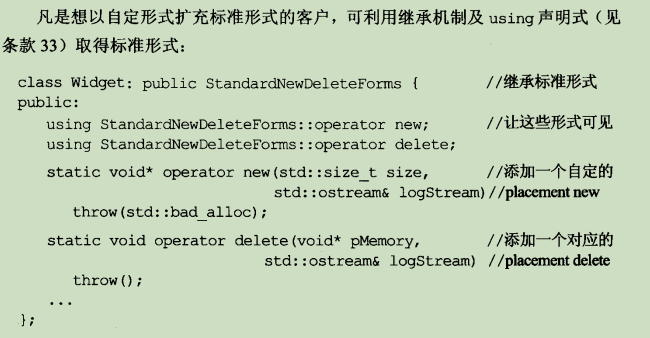 凡是想以自定形式扩充标准形式的客户，可利用继承机制及 using 声明式（见
条款 33）取得标准形式：
class Widget: public StandardNewDeleteForms { //继承标准形式
public:
using StandardNewDeleteForms::operator new; //让这些形式可见
using StandardNewDeleteForms::operator delete;
static void* operator new(std::size_t size, //添加一个自定的
std::ostream& logStream)//placement new
throw(std::bad_alloc);
static void operator delete(void* pMemory, //添加一个对应的
std::ostream& logStream) //placement delete
throw();
...
};